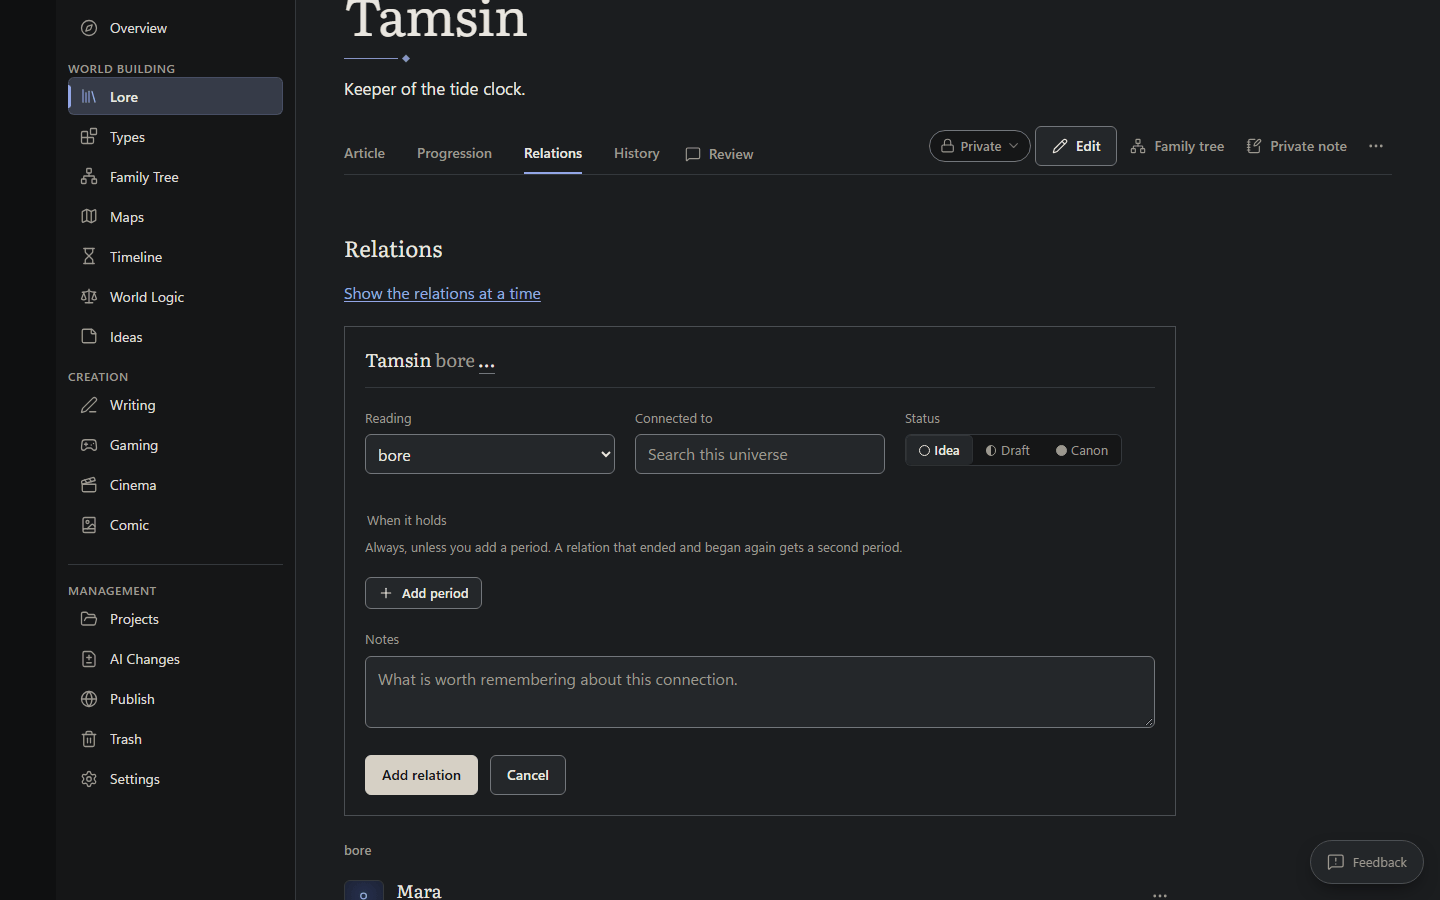 Overview
WORLD BUILDING
Lore
Types
Family Tree
Maps
Timeline
World Logic
Ideas
CREATION
Writing
Gaming
Cinema
Comic
MANAGEMENT
Projects
AI Changes
Publish
Trash
Settings
Tamsin
Keeper of the tide clock.
Article Progression Relations History Review Private Edit Family tree Private note ...
Relations
Show the relations at a time
Tamsin bore ...
Reading Connected to Status
bore Search this universe Idea Draft Canon
When it holds
Always, unless you add a period. A relation that ended and began again gets a second period.
+ Add period
Notes
What is worth remembering about this connection.
Add relation Cancel
bore
Mara ...
Feedback